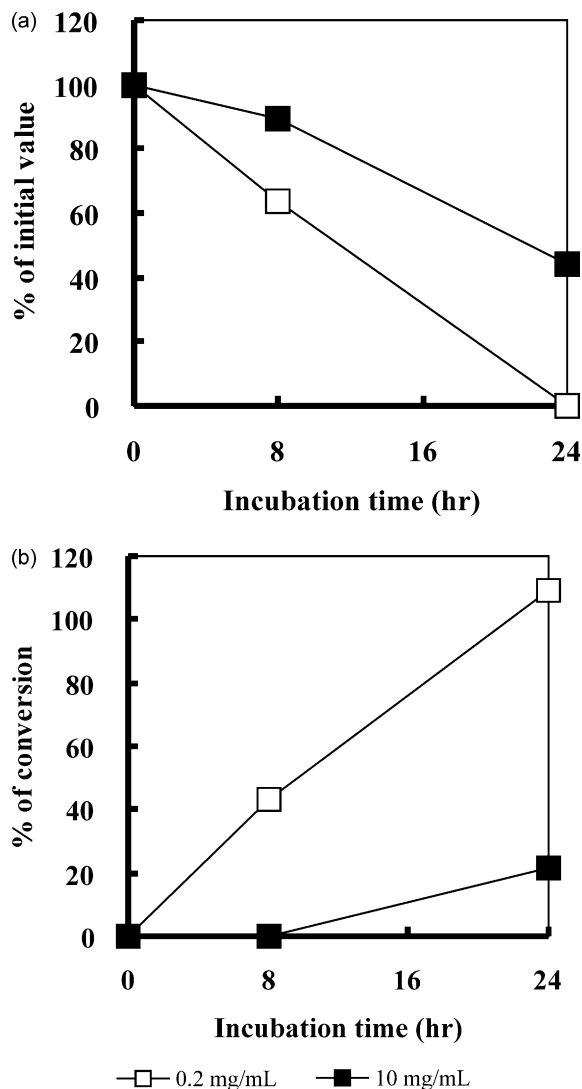 (a)
120
100
80
60
40
20
0
% of initial value
0 8 16 24
Incubation time (hr)
(b)
120
100
80
60
40
20
0
% of conversion
0 8 16 24
Incubation time (hr)
0.2 mg/mL 10 mg/mL